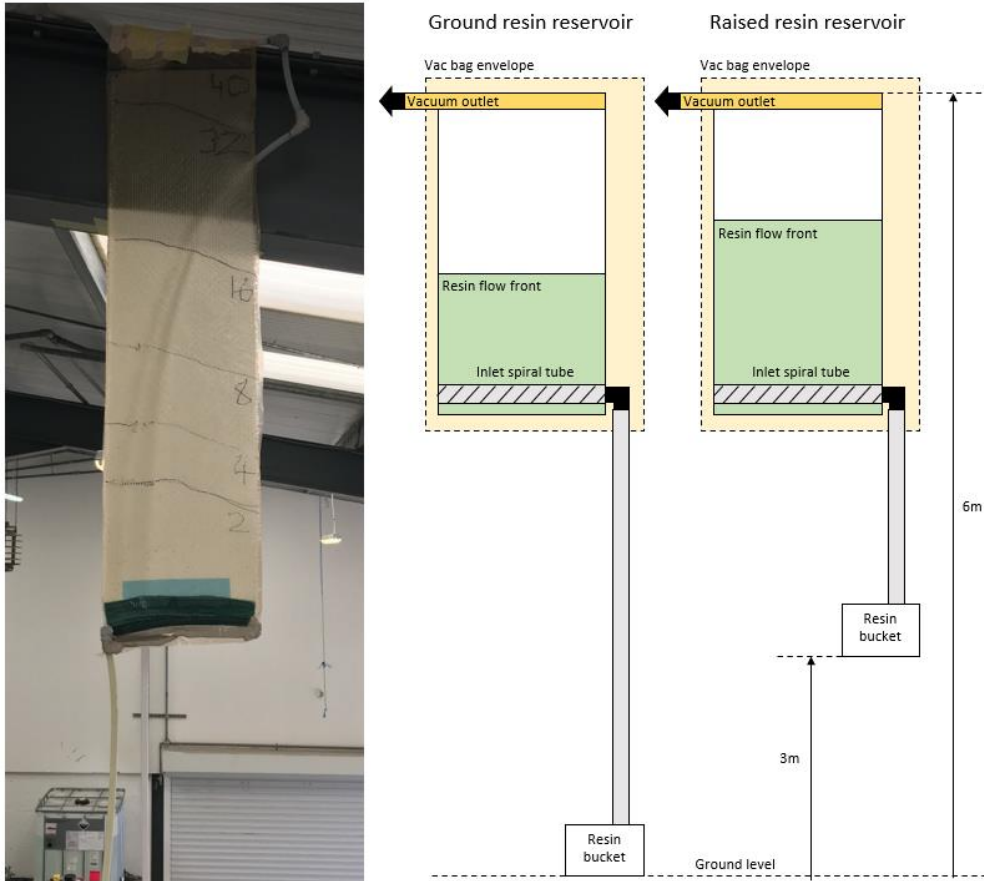 Ground resin reservoir
Raised resin reservoir
Vac bag envelope
Vac bag envelope
Vacuum outlet
Vacuum outlet
Resin flow front
Resin flow front
Inlet spiral tube
Inlet spiral tube
Resin
bucket
Resin
bucket
6m
3m
Ground level
40
32
16
8
4
2